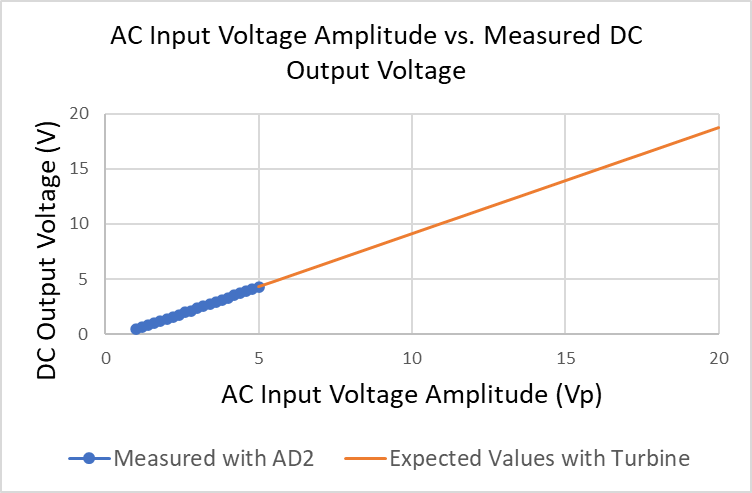 AC Input Voltage Amplitude vs. Measured DC
Output Voltage
DC Output Voltage (V)
20
15
10
5
0
0 5 10 15 20
AC Input Voltage Amplitude (Vp)
Measured with AD2 Expected Values with Turbine